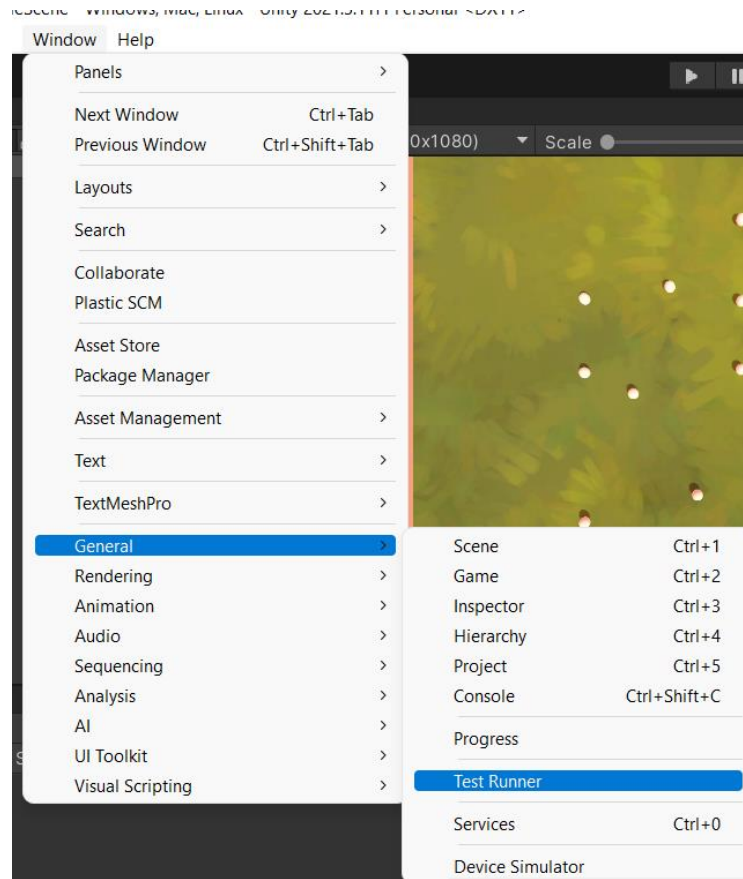 Window Help
Panels
Next Window Ctrl+Tab
Previous Window Ctrl+Shift+Tab
0x1080) Scale
Layouts
Search
Collaborate
Plastic SCM
Asset Store
Package Manager
Asset Management
Text
TextMeshPro
General
Rendering
Animation
Audio
Sequencing
Analysis
AI
UI Toolkit
Visual Scripting
Scene Ctrl+1
Game Ctrl+2
Inspector Ctrl+3
Hierarchy Ctrl+4
Project Ctrl+5
Console Ctrl+Shift+C
Progress
Test Runner
Services Ctrl+0
Device Simulator